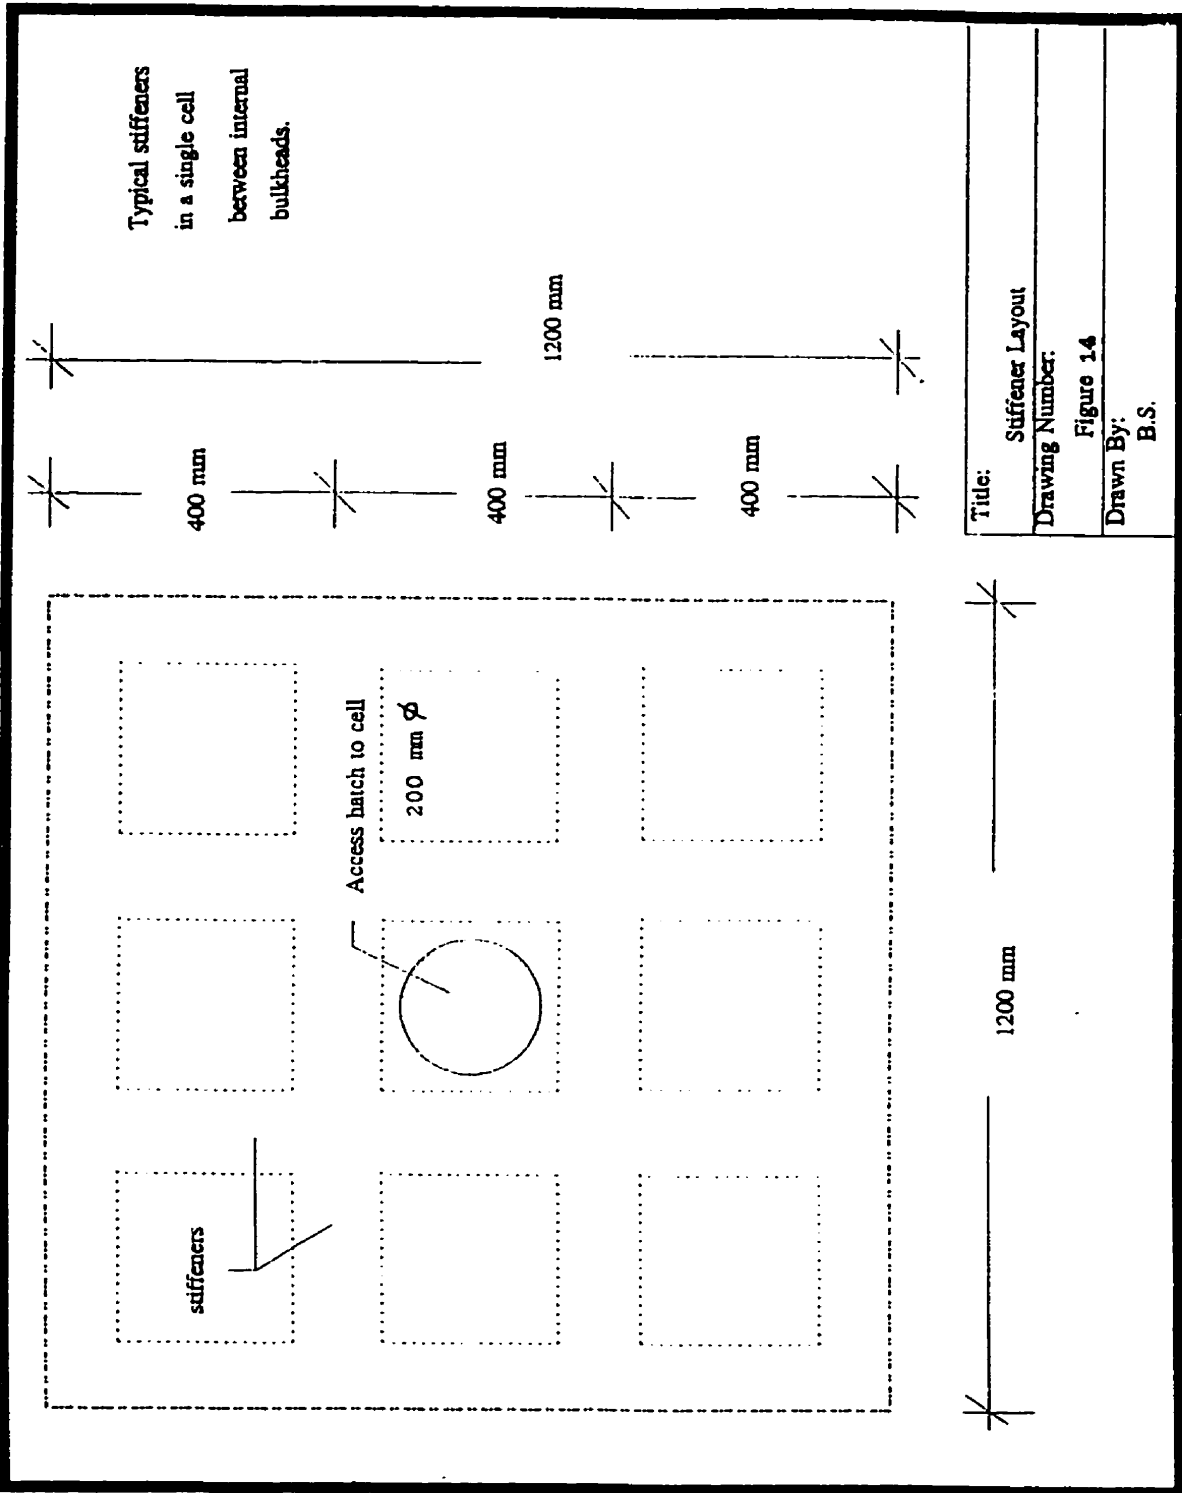 Typical stiffeners
in a single cell
between internal
bulkheads.
1200 mm
400 mm
400 mm
400 mm
Access hatch to cell
200 mm Ø
stiffeners
1200 mm
Title:
Stiffener Layout
Drawing Number:
Figure 14
Drawn By:
B.S.